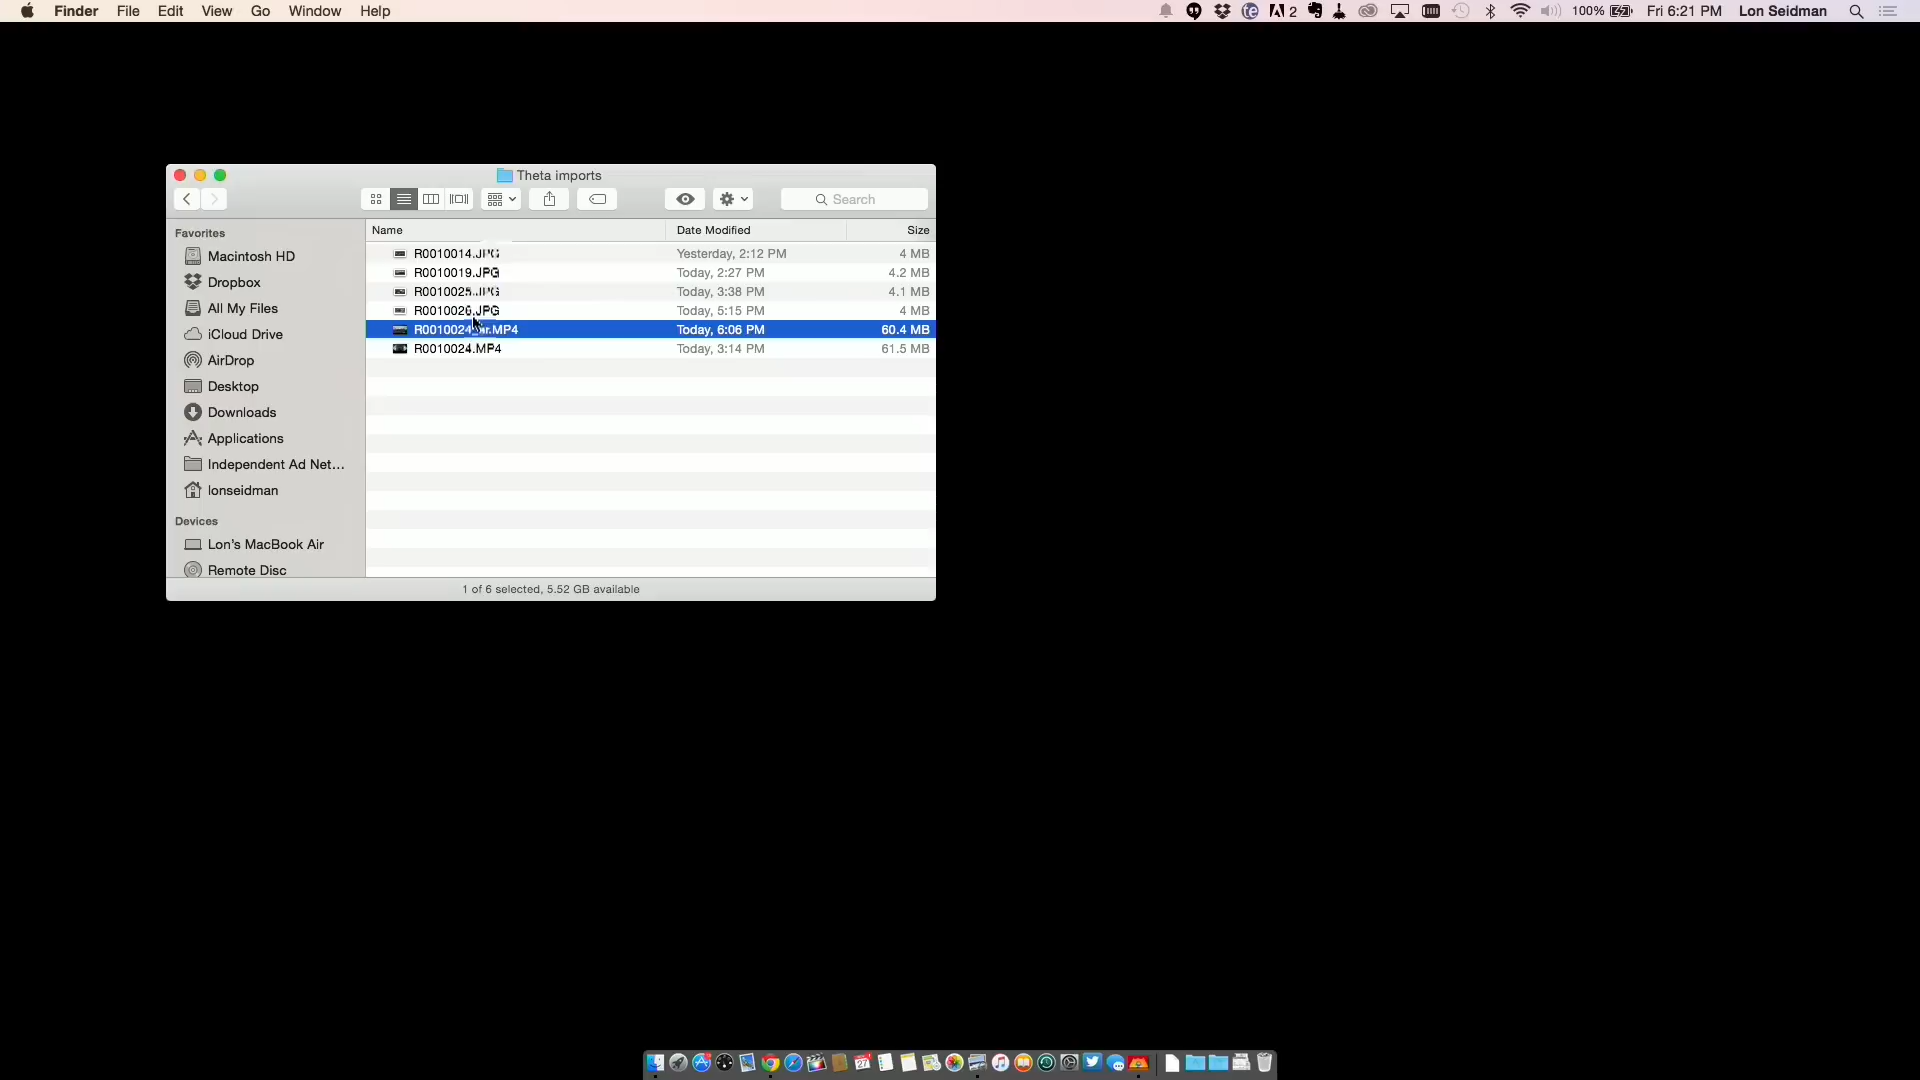 Finder File Edit View Go Window Help 2 100% Fri 6:21 PM Lon Seidman
Theta imports
Search
Favorites
Macintosh HD
Dropbox
All My Files
iCloud Drive
AirDrop
Desktop
Downloads
Applications
Independent Ad Net...
lonseidman
Devices
Lon's MacBook Air
Remote Disc
Name Date Modified Size
R0010014.JPG Yesterday, 2:12 PM 4 MB
R0010019.JPG Today, 2:27 PM 4.2 MB
R0010025.JPG Today, 3:38 PM 4.1 MB
R0010026.JPG Today, 5:15 PM 4 MB
Today, 6:06 PM 60.4 MB
R0010024.MP4 Today, 3:14 PM 61.5 MB
1 of 6 selected, 5.52 GB available
27